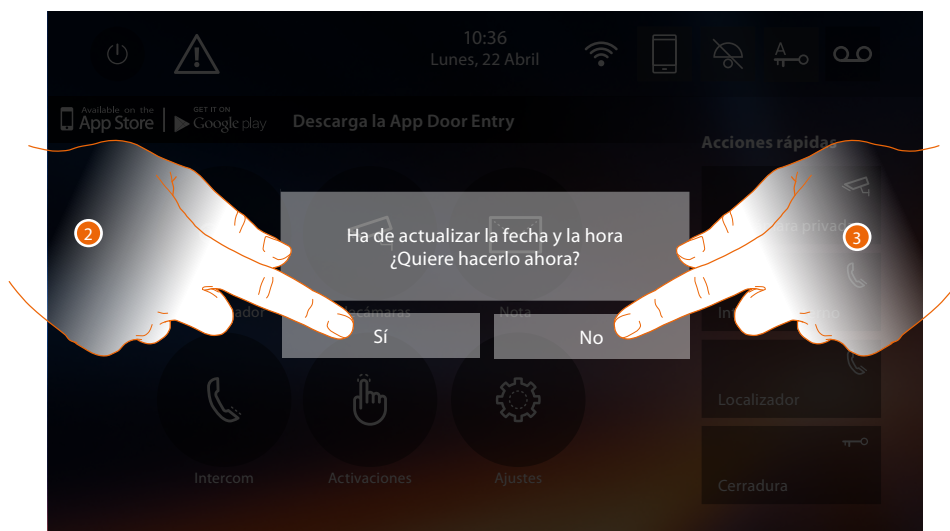 10:36
Lunes, 22 Abril
Available on the
App Store
GET IT ON
Google play
Descarga la App Door Entry
Acciones rápidas
2
3
Ha de actualizar la fecha y la hora
¿Quiere hacerlo ahora?
Nota
Sí
No
Localizador
Intercom
Activaciones
Ajustes
Cerradura